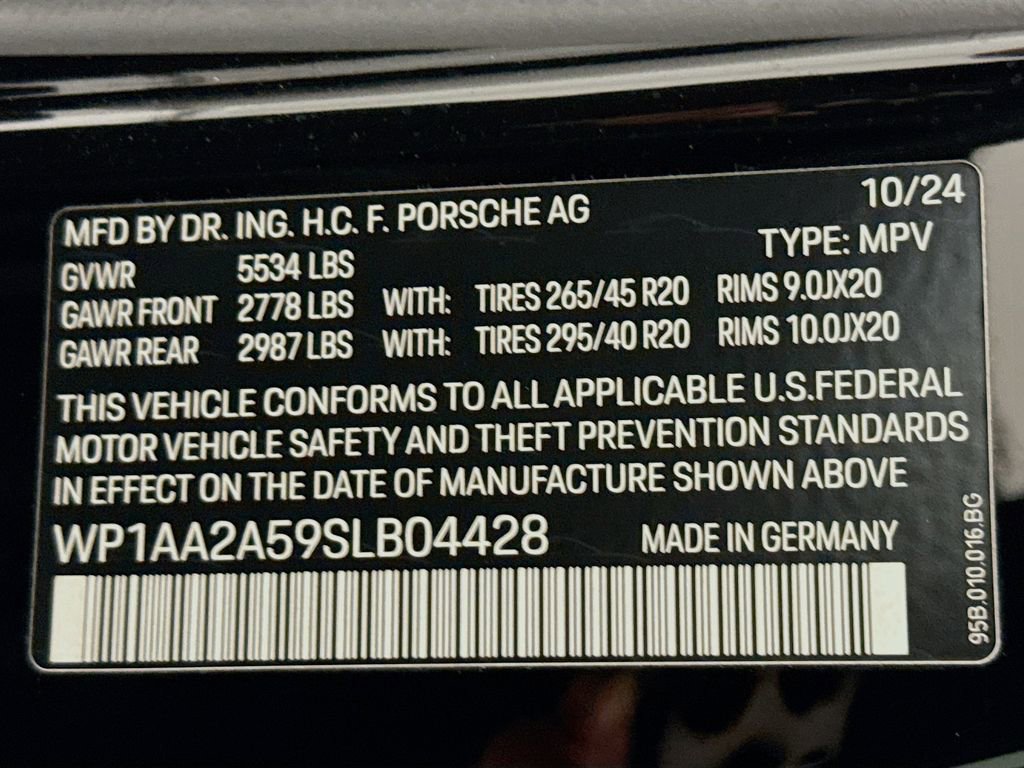 MFD BY DR. ING. H.C. F. PORSCHE AG 10/24
TYPE: MPV
GVWR 5534 LBS
GAWR FRONT 2778 LBS WITH: TIRES 265/45 R20 RIMS 9.0JX20
GAWR REAR 2987 LBS WITH: TIRES 295/40 R20 RIMS 10.0JX20
THIS VEHICLE CONFORMS TO ALL APPLICABLE U.S.FEDERAL
MOTOR VEHICLE SAFETY AND THEFT PREVENTION STANDARDS
IN EFFECT ON THE DATE OF MANUFACTURE SHOWN ABOVE
WP1AA2A59SLB04428 MADE IN GERMANY
95B.010.016.BG